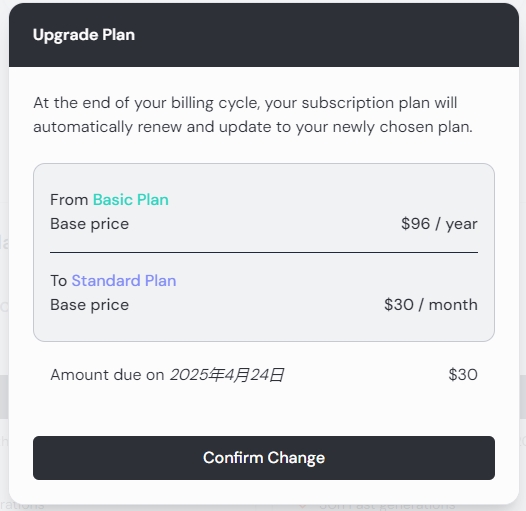 Upgrade Plan
At the end of your billing cycle, your subscription plan will
automatically renew and update to your newly chosen plan.
From Basic Plan
Base price $96 / year
To Standard Plan
Base price $30 / month
Amount due on 2025年4月24日 $30
Confirm Change